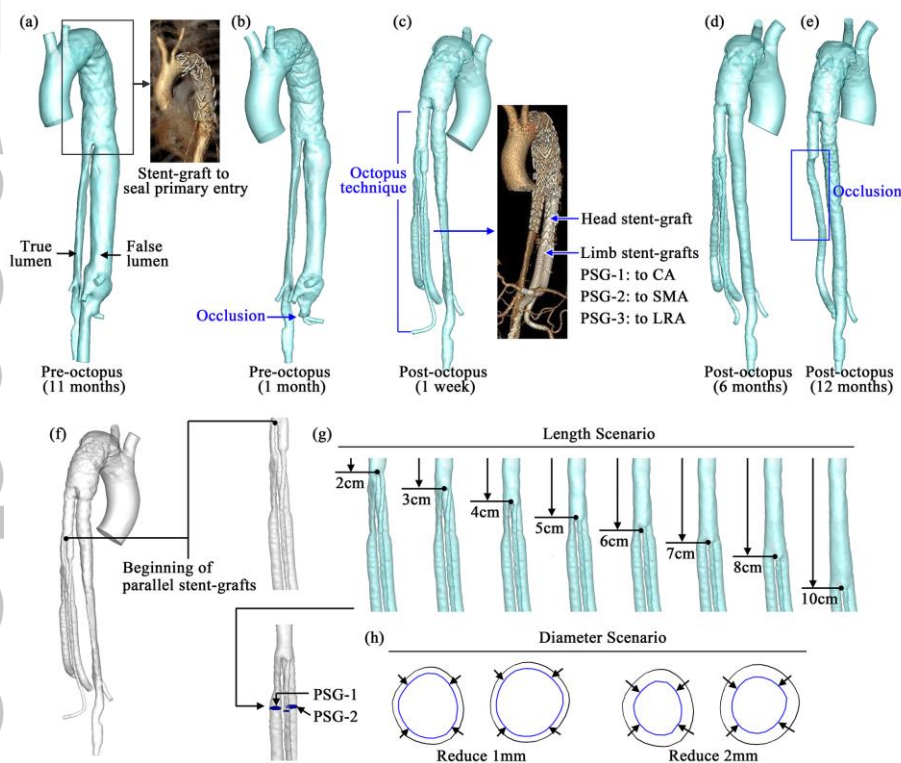 (a)
(b)
(c)
(d)
(e)
Stent-graft to
seal primary entry
True
lumen
False
lumen
Occlusion
Octopus
technique
Head stent-graft
Limb stent-grafts
PSG-1: to CA
PSG-2: to SMA
PSG-3: to LRA
Occlusion
Pre-octopus
(11 months)
Pre-octopus
(1 month)
Post-octopus
(1 week)
Post-octopus
(6 months)
Post-octopus
(12 months)
(f)
Beginning of
parallel stent-grafts
PSG-1
PSG-2
(g)
Length Scenario
2cm
3cm
4cm
5cm
6cm
7cm
8cm
10cm
(h)
Diameter Scenario
Reduce 1mm
Reduce 2mm